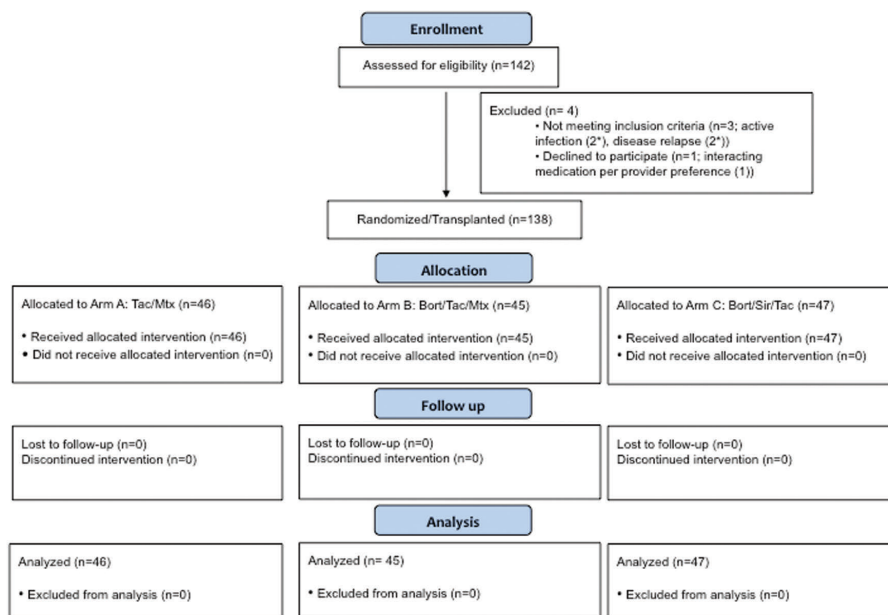 Enrollment
Assessed for eligibility (n=142)
Excluded (n= 4)
• Not meeting inclusion criteria (n=3; active
infection (2*), disease relapse (2*))
• Declined to participate (n=1; interacting
medication per provider preference (1))
Randomized/Transplanted (n=138)
Allocation
Allocated to Arm A: Tac/Mtx (n=46)
• Received allocated intervention (n=46)
• Did not receive allocated intervention (n=0)
Allocated to Arm B: Bort/Tac/Mtx (n=45)
• Received allocated intervention (n=45)
• Did not receive allocated intervention (n=0)
Allocated to Arm C: Bort/Sir/Tac (n=47)
• Received allocated intervention (n=47)
• Did not receive allocated intervention (n=0)
Follow up
Lost to follow-up (n=0)
Discontinued intervention (n=0)
Lost to follow-up (n=0)
Discontinued intervention (n=0)
Lost to follow-up (n=0)
Discontinued intervention (n=0)
Analysis
Analyzed (n=46)
• Excluded from analysis (n=0)
Analyzed (n= 45)
• Excluded from analysis (n=0)
Analyzed (n=47)
• Excluded from analysis (n=0)